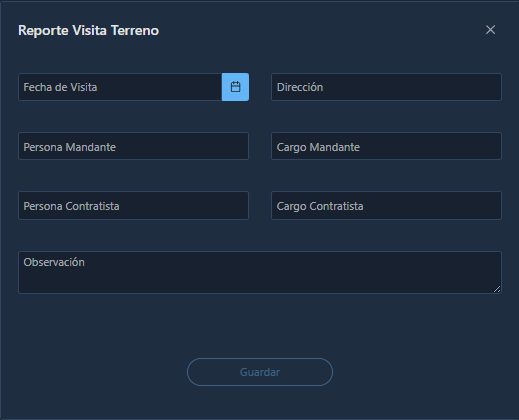 Reporte Visita Terreno
Fecha de Visita
Dirección
Persona Mandante
Cargo Mandante
Persona Contratista
Cargo Contratista
Observación
Guardar